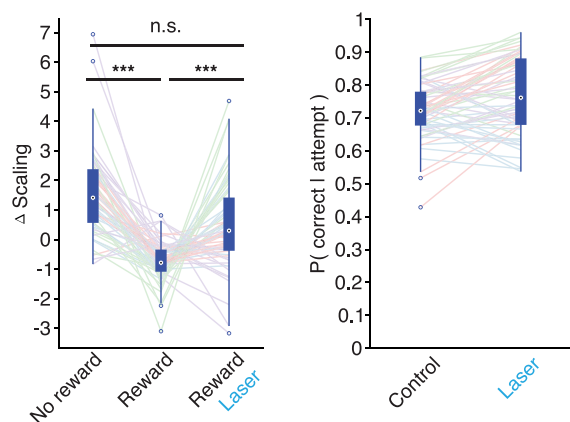 n.s.
***
***
Δ Scaling
7
6
5
4
3
2
1
0
-1
-2
-3
No reward
Reward
Reward
Laser
P( correct | attempt )
1
0.9
0.8
0.7
0.6
0.5
0.4
0.3
0.2
0.1
0
Control
Laser